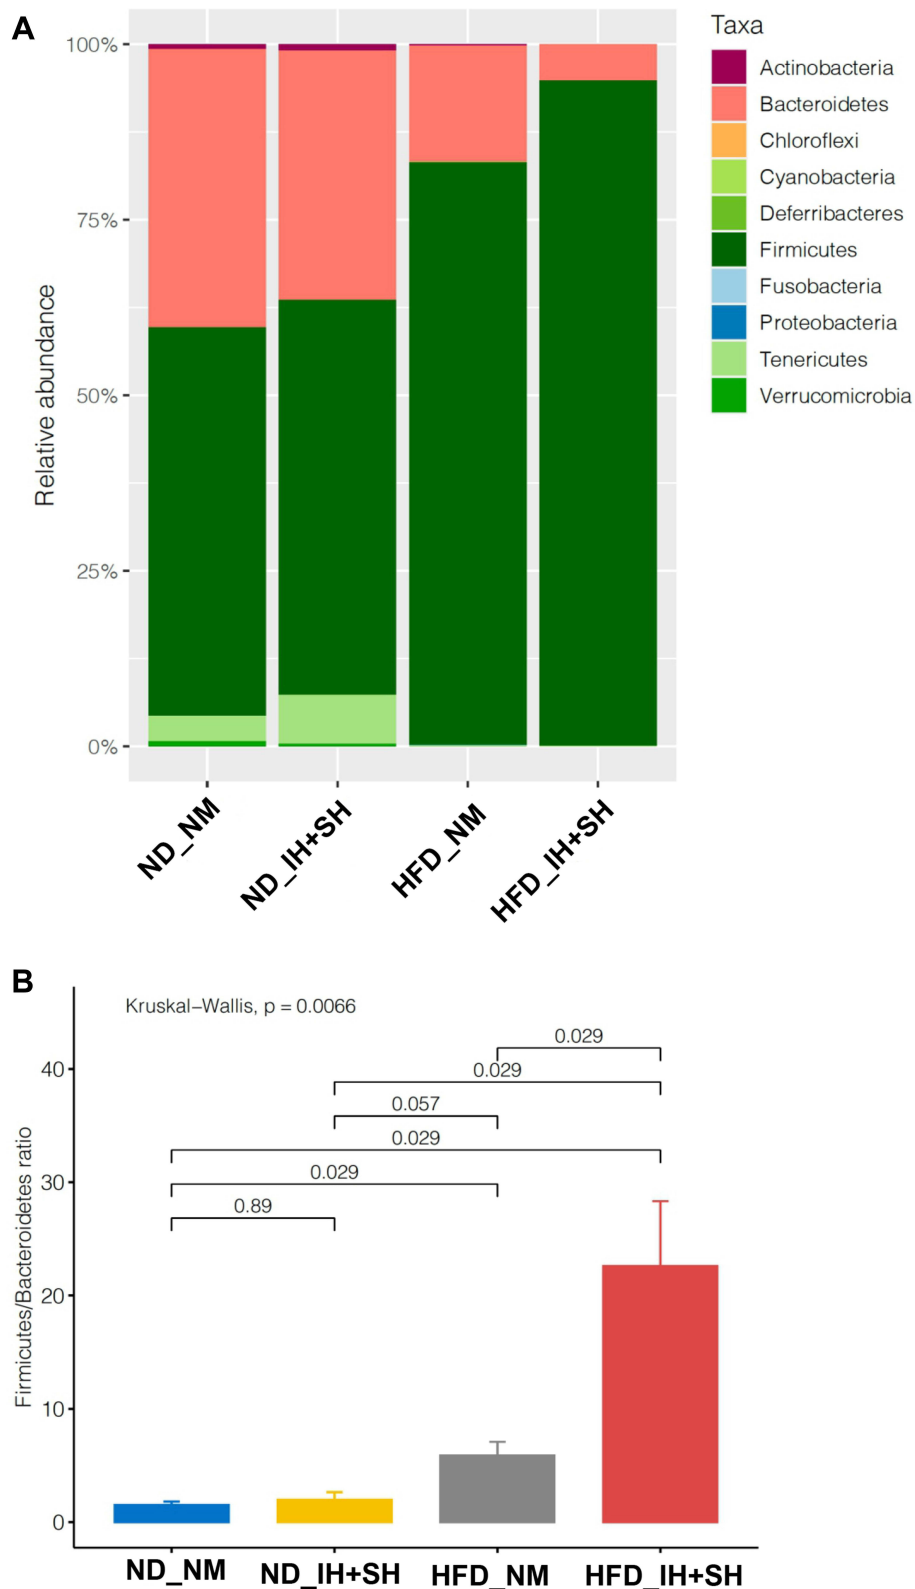 A
Taxa
100%
75%
50%
25%
0%
Relative abundance
Actinobacteria
Bacteroidetes
Chloroflexi
Cyanobacteria
Deferribacteres
Firmicutes
Fusobacteria
Proteobacteria
Tenericutes
Verrucomicrobia
ND_NM
ND_IH+SH
HFD_NM
HFD_IH+SH
B
Kruskal–Wallis, p = 0.0066
0.029
0.029
0.057
0.029
0.029
0.89
40
30
20
10
0
Firmicutes/Bacteroidetes ratio
ND_NM
ND_IH+SH
HFD_NM
HFD_IH+SH